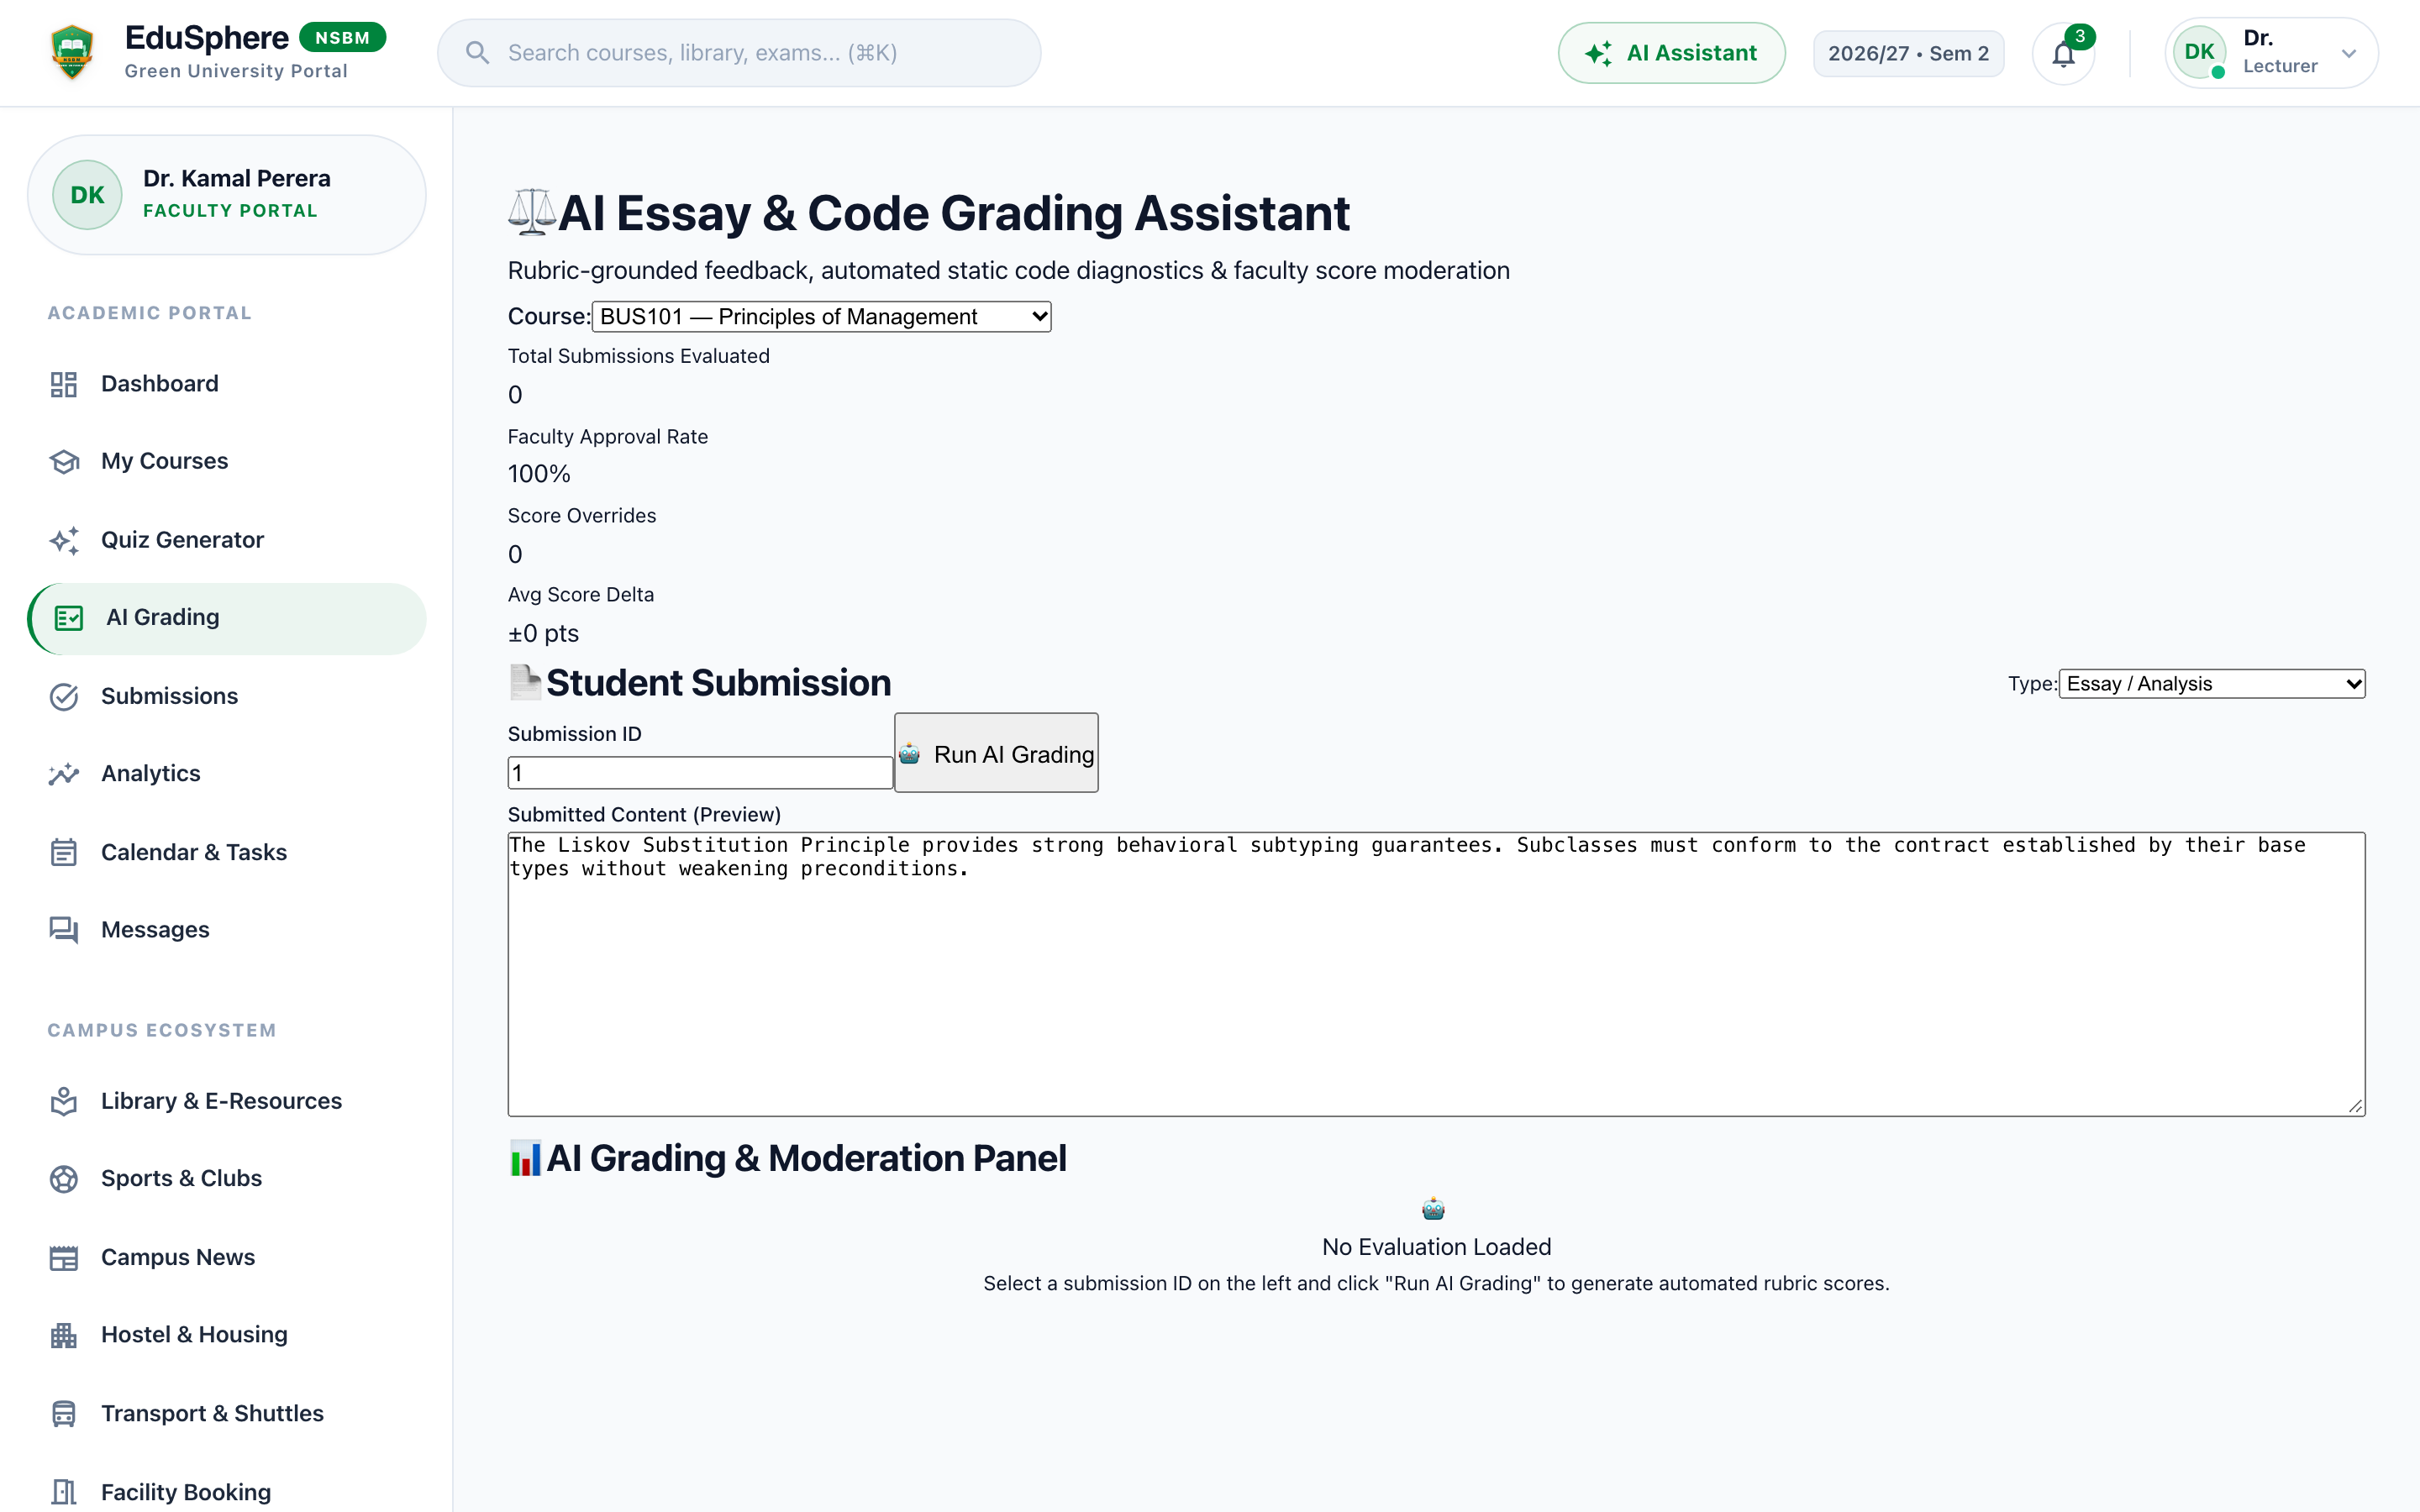 EduSphere NSBM
Green University Portal
Search courses, library, exams... (⌘K)
AI Assistant
2026/27 • Sem 2
3
DK
Dr.
Lecturer
DK
Dr. Kamal Perera
FACULTY PORTAL
ACADEMIC PORTAL
Dashboard
My Courses
Quiz Generator
AI Grading
Submissions
Analytics
Calendar & Tasks
Messages
CAMPUS ECOSYSTEM
Library & E-Resources
Sports & Clubs
Campus News
Hostel & Housing
Transport & Shuttles
Facility Booking
AI Essay & Code Grading Assistant
Rubric-grounded feedback, automated static code diagnostics & faculty score moderation
Course: BUS101 — Principles of Management
Total Submissions Evaluated
0
Faculty Approval Rate
100%
Score Overrides
0
Avg Score Delta
±0 pts
Student Submission
Type: Essay / Analysis
Submission ID
1
Run AI Grading
Submitted Content (Preview)
The Liskov Substitution Principle provides strong behavioral subtyping guarantees. Subclasses must conform to the contract established by their base
types without weakening preconditions.
AI Grading & Moderation Panel
No Evaluation Loaded
Select a submission ID on the left and click "Run AI Grading" to generate automated rubric scores.